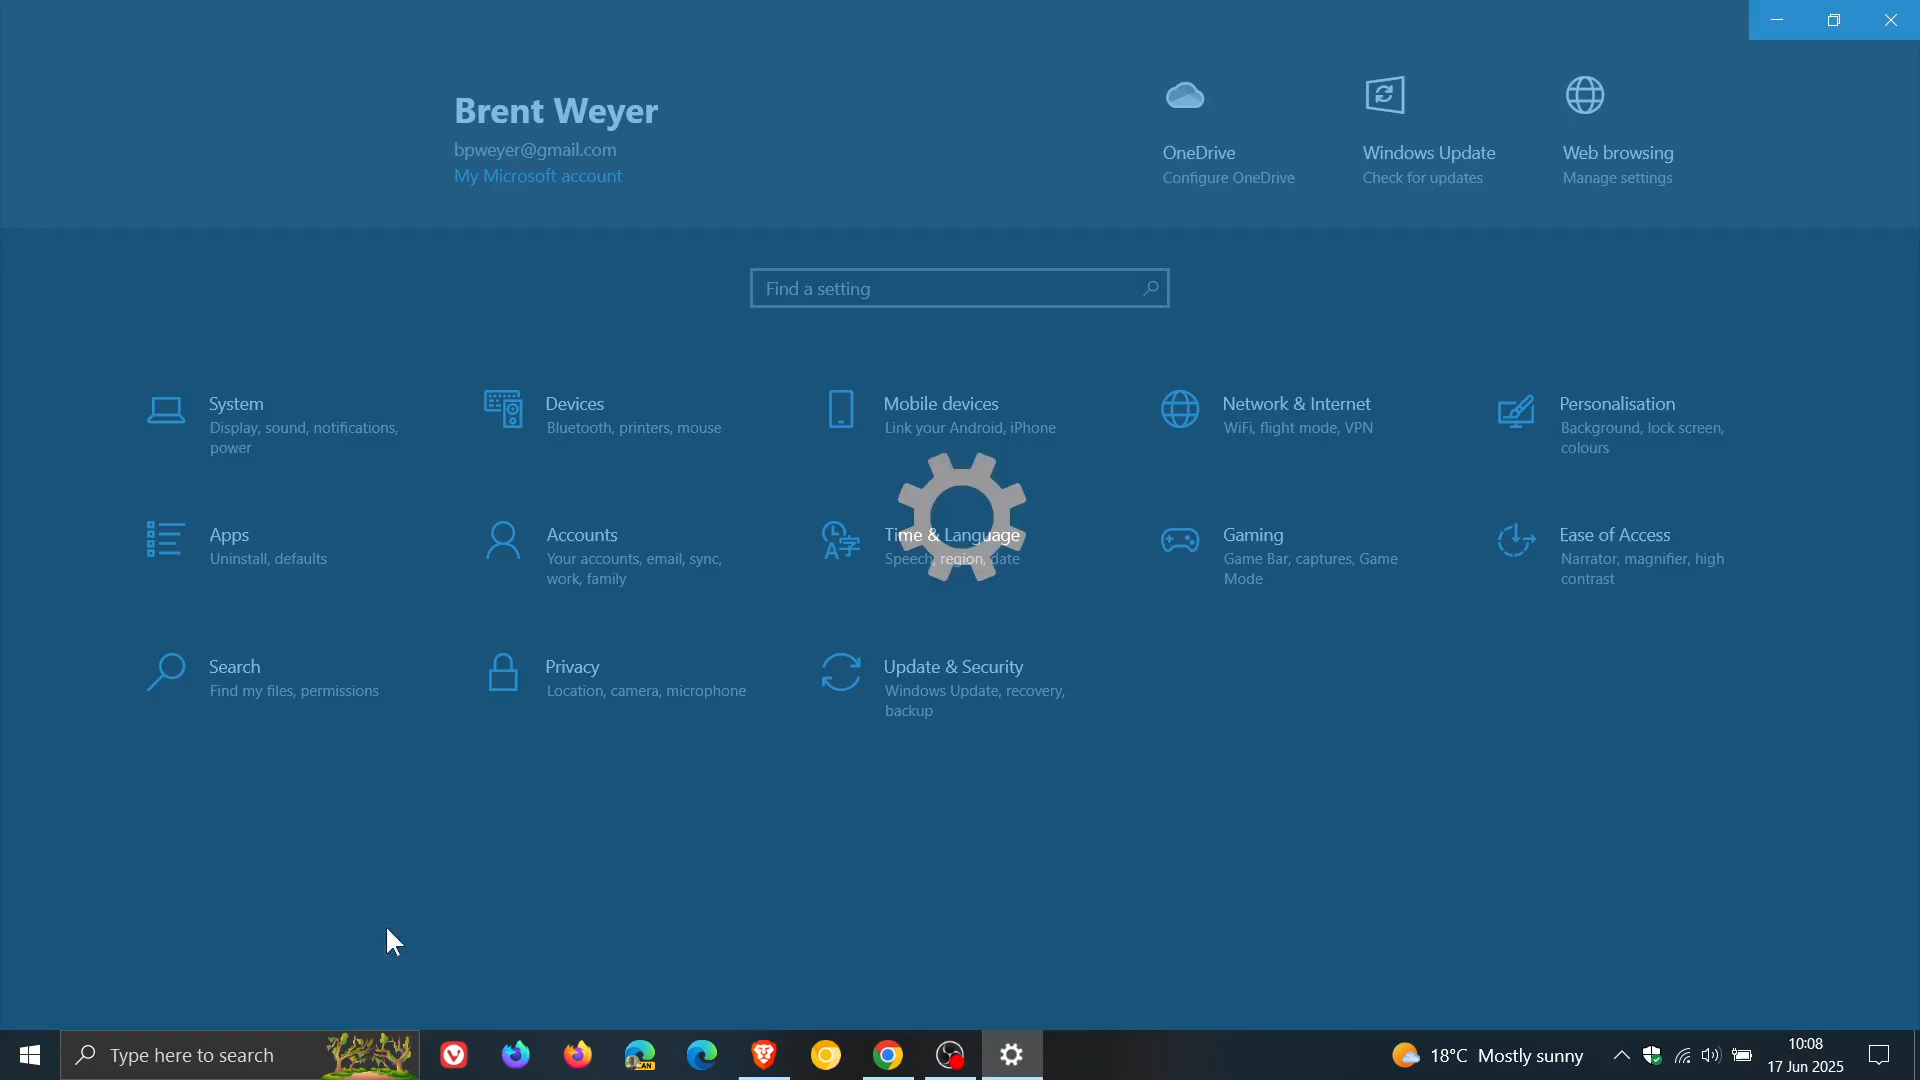 Brent Weyer
bpweyer@gmail.com
My Microsoft account
OneDrive
Configure OneDrive
Windows Update
Check for updates
Web browsing
Manage settings
Find a setting
System
Display, sound, notifications,
power
Devices
Bluetooth, printers, mouse
Mobile devices
Link your Android, iPhone
Network & Internet
WiFi, flight mode, VPN
Personalisation
Background, lock screen,
colours
Apps
Uninstall, defaults
Accounts
Your accounts, email, sync,
work, family
Time & Language
Speech, region, date
Gaming
Game Bar, captures, Game
Mode
Ease of Access
Narrator, magnifier, high
contrast
Search
Find my files, permissions
Privacy
Location, camera, microphone
Update & Security
Windows Update, recovery,
backup
Type here to search
18°C Mostly sunny
10:08
17 Jun 2025